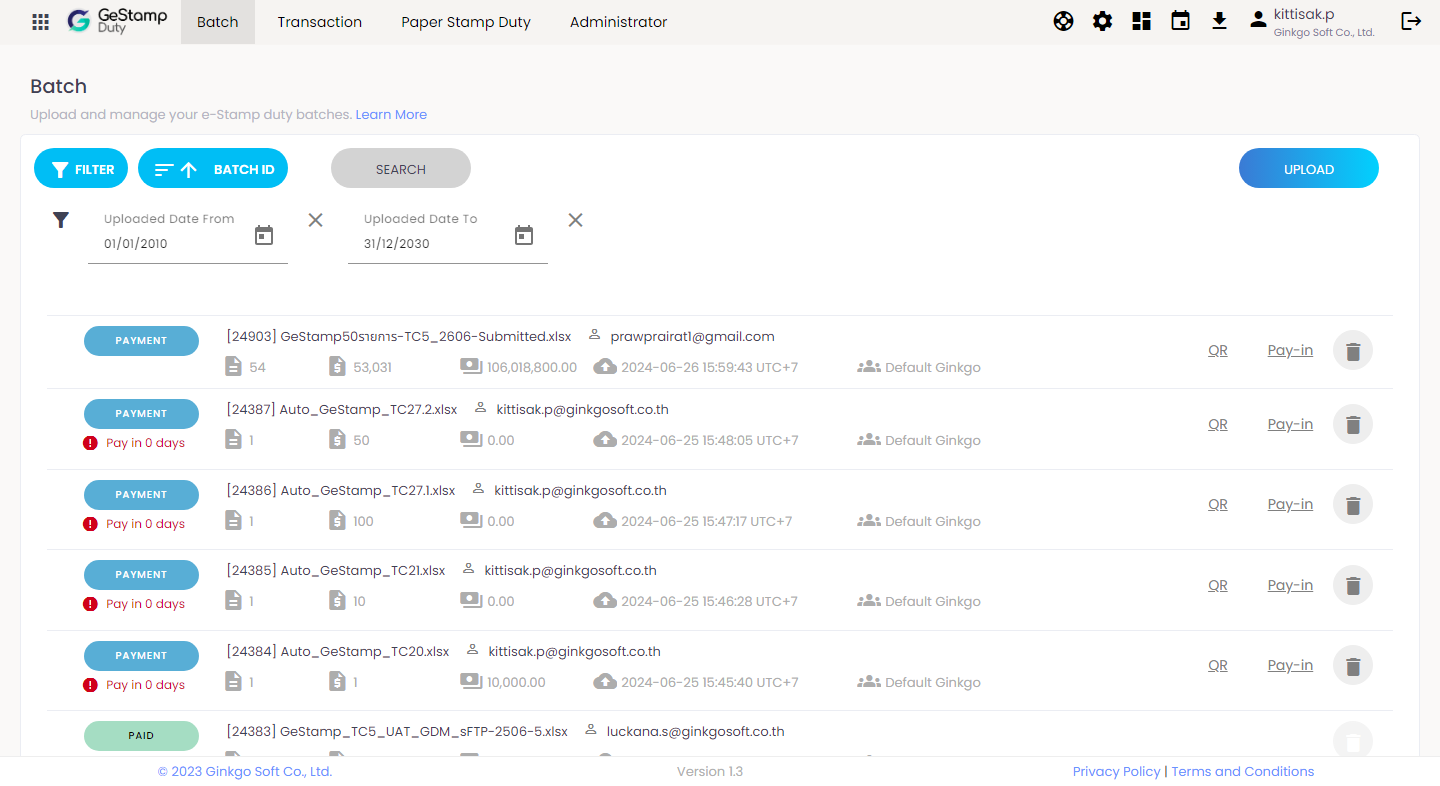 GeStamp Duty Batch Transaction Paper Stamp Duty Administrator kittisak.p
Ginkgo Soft Co., Ltd.
Batch
Upload and manage your e-Stamp duty batches. Learn More
FILTER BATCH ID SEARCH UPLOAD
Uploaded Date From Uploaded Date To
01/01/2010 31/12/2030
PAYMENT [24903] GeStamp50รายการ-TC5_2606-Submitted.xlsx prawprairat1@gmail.com
54 53,031 106,018,800.00 2024-06-26 15:59:43 UTC+7 Default Ginkgo QR Pay-in
PAYMENT [24387] Auto_GeStamp_TC27.2.xlsx kittisak.p@ginkgosoft.co.th
Pay in 0 days 1 50 0.00 2024-06-25 15:48:05 UTC+7 Default Ginkgo QR Pay-in
PAYMENT [24386] Auto_GeStamp_TC27.1.xlsx kittisak.p@ginkgosoft.co.th
Pay in 0 days 1 100 0.00 2024-06-25 15:47:17 UTC+7 Default Ginkgo QR Pay-in
PAYMENT [24385] Auto_GeStamp_TC21.xlsx kittisak.p@ginkgosoft.co.th
Pay in 0 days 1 10 0.00 2024-06-25 15:46:28 UTC+7 Default Ginkgo QR Pay-in
PAYMENT [24384] Auto_GeStamp_TC20.xlsx kittisak.p@ginkgosoft.co.th
Pay in 0 days 1 1 10,000.00 2024-06-25 15:45:40 UTC+7 Default Ginkgo QR Pay-in
PAID [24383] GeStamp_TC5_UAT_GDM_sFTP-2506-5.xlsx luckana.s@ginkgosoft.co.th
© 2023 Ginkgo Soft Co., Ltd. Version 1.3 Privacy Policy | Terms and Conditions